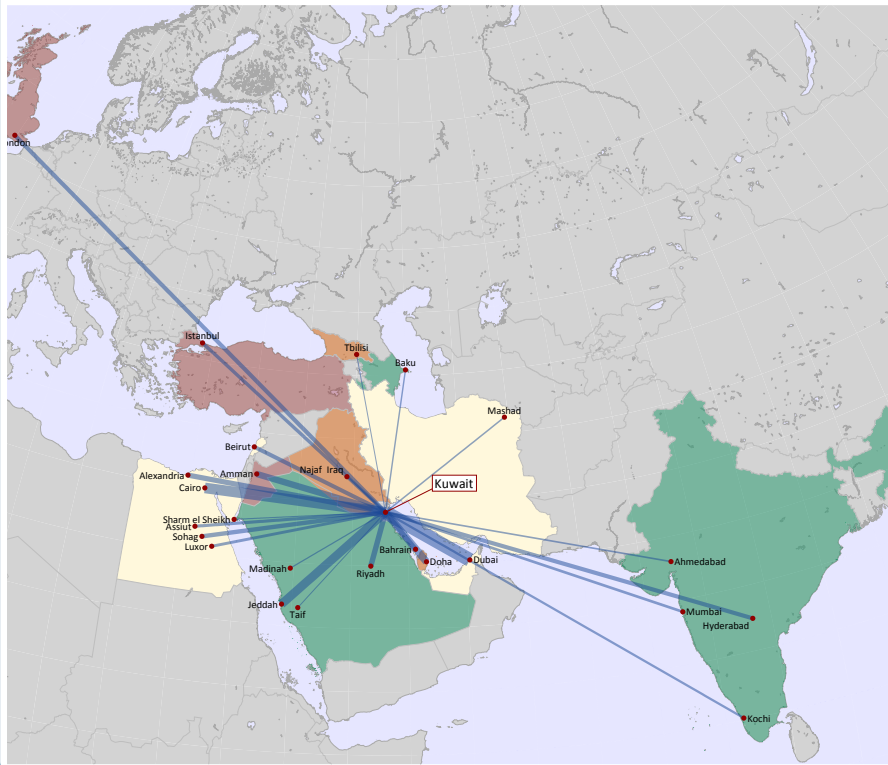 ondon
Istanbul
Tbilisi
Baku
Mashad
Beirut
Amman
Najaf Iraq
Alexandria
Cairo
Kuwait
Sharm el Sheikh
Assiut
Sohag
Luxor
Bahrain
Doha
Dubai
Ahmedabad
Madinah
Riyadh
Jeddah
Taif
Mumbai
Hyderabad
Kochi